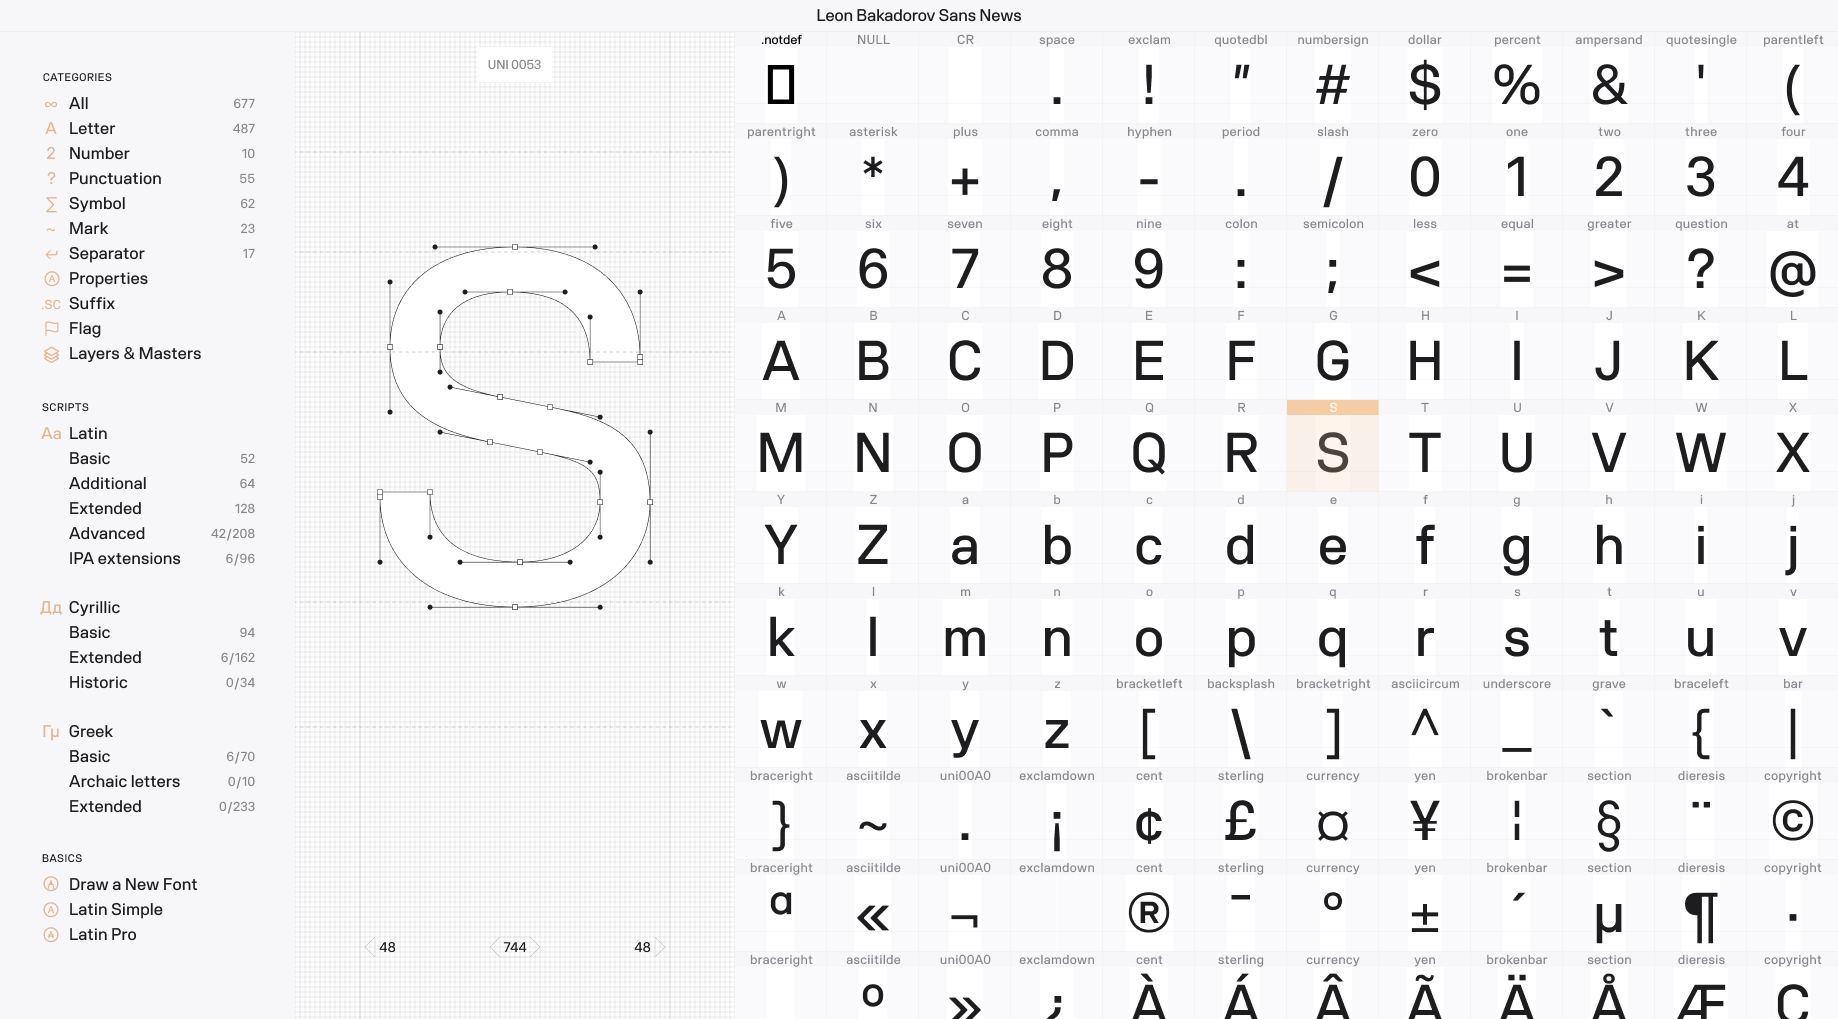 Leon Bakadorov Sans News
CATEGORIES
∞ All 677
A Letter 487
2 Number 10
? Punctuation 55
∑ Symbol 62
~ Mark 23
↵ Separator 17
A Properties
.SC Suffix
Flag
Layers & Masters
SCRIPTS
Aa Latin
Basic 52
Additional 64
Extended 128
Advanced 42/208
IPA extensions 6/96
Дд Cyrillic
Basic 94
Extended 6/162
Historic 0/34
Γμ Greek
Basic 6/70
Archaic letters 0/10
Extended 0/233
BASICS
Draw a New Font
A Latin Simple
A Latin Pro
UNI 0053
S
48 744 48
.notdef NULL CR space exclam quotedbl numbersign dollar percent ampersand quotesingle parentleft
. ! " # $ % & ' (
parentright asterisk plus comma hyphen period slash zero one two three four
) * + , - . / 0 1 2 3 4
five six seven eight nine colon semicolon less equal greater question at
5 6 7 8 9 : ; < = > ? @
A B C D E F G H I J K L
A B C D E F G H I J K L
M N O P Q R S T U V W X
M N O P Q R S T U V W X
Y Z a b c d e f g h i j
Y Z a b c d e f g h i j
k l m n o p q r s t u v
k l m n o p q r s t u v
w x y z bracketleft backsplash bracketright asciicircum underscore grave braceleft bar
w x y z [ \ ] ^ _ ` { |
braceright asciitilde uni00A0 exclamdown cent sterling currency yen brokenbar section dieresis copyright
} ~ . ¡ ¢ £ ¤ ¥ ¦ § ¨ ©
braceright asciitilde uni00A0 exclamdown cent sterling currency yen brokenbar section dieresis copyright
ª « ¬ ® ¯ ° ± ´ µ ¶ ·
braceright asciitilde uni00A0 exclamdown cent sterling currency yen brokenbar section dieresis copyright
º » ¿ À Á Â Ã Ä Å Æ Ç